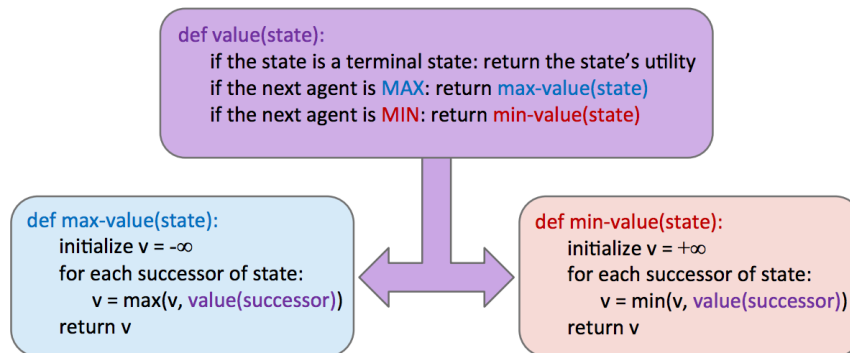 def value(state):
if the state is a terminal state: return the state’s utility
if the next agent is MAX: return max-value(state)
if the next agent is MIN: return min-value(state)
def max-value(state):
initialize v = -∞
for each successor of state:
v = max(v, value(successor))
return v
def min-value(state):
initialize v = +∞
for each successor of state:
v = min(v, value(successor))
return v